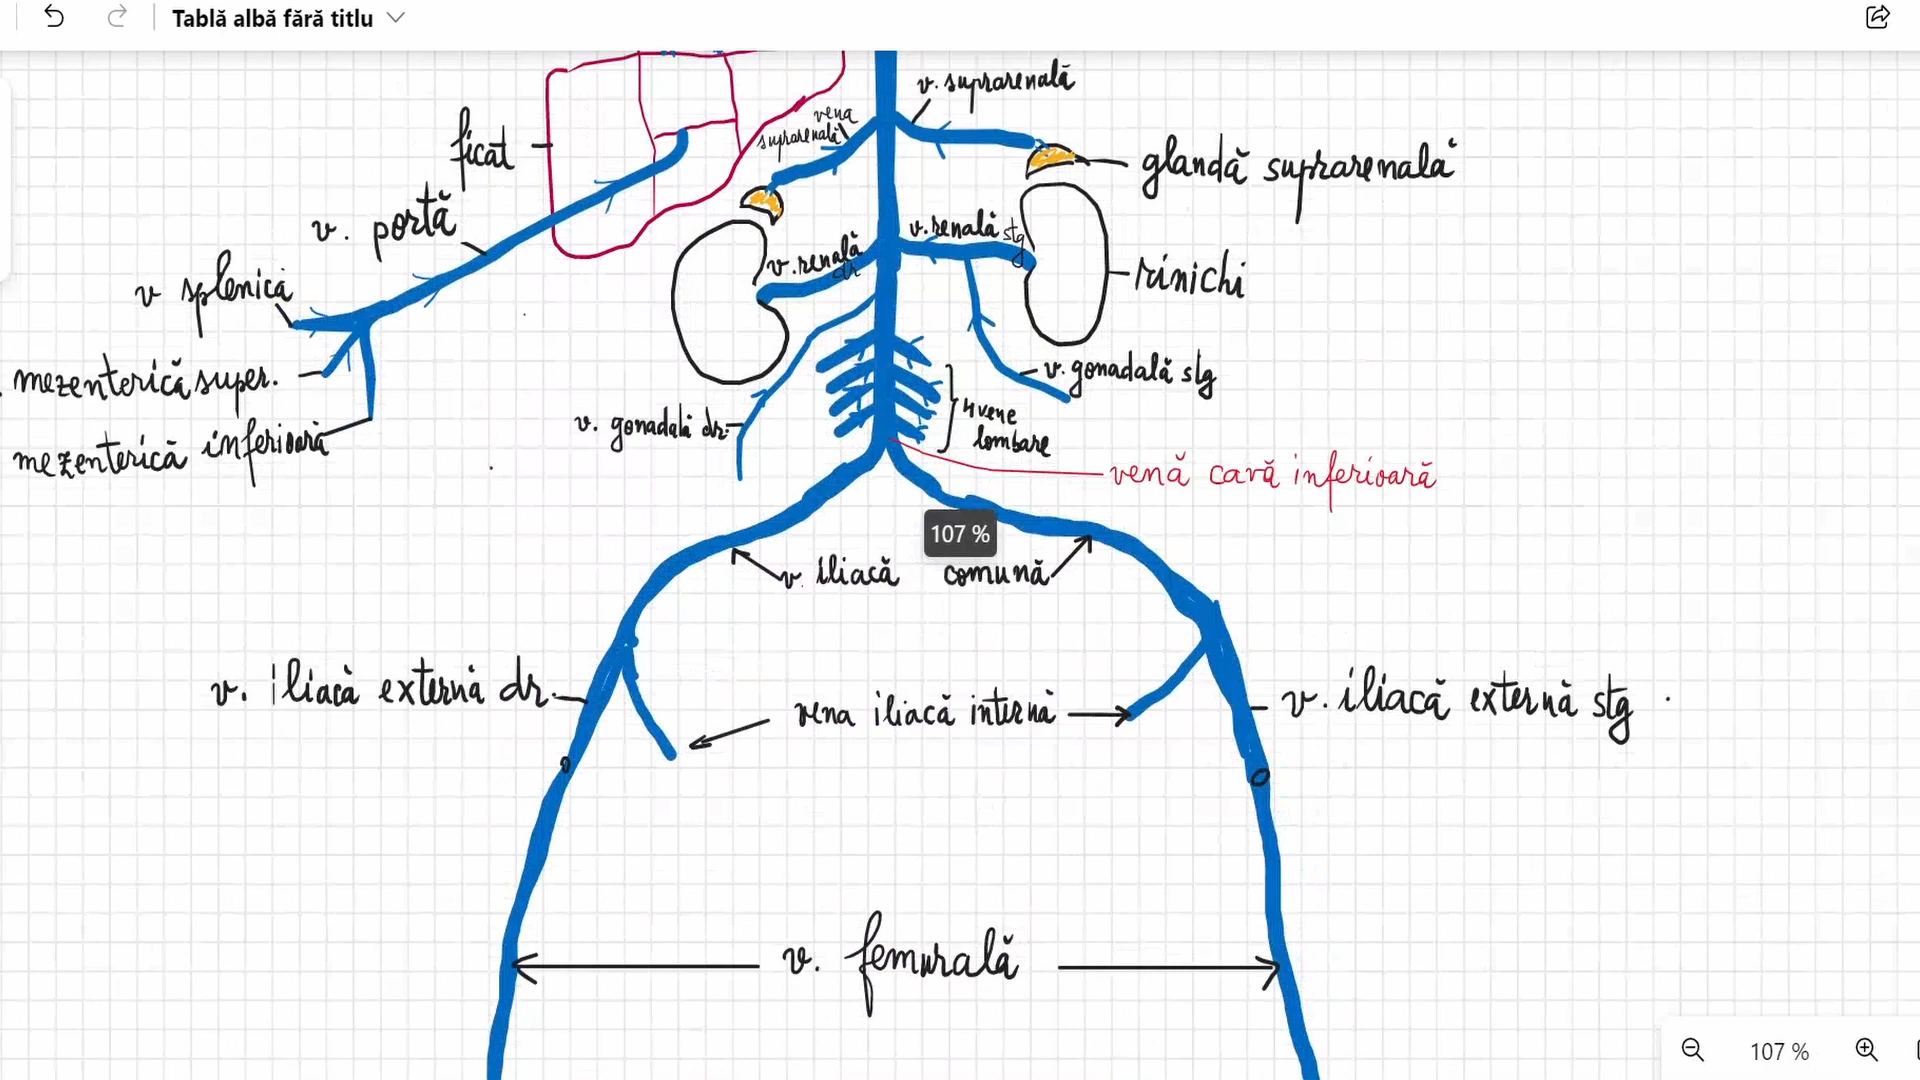 Tablă albă fără titlu
v. suprarenală
vena
suprarenală
ficat
glandă suprarenală
v. portă
v. renală stg
v. renală
dr
v splenică
rinichi
mezenterică super.
v. gonadală stg
4 vene
lombare
v. gonadală dr.
mezenterică inferioară
venă cavă inferioară
107 %
v. iliacă comună
v. iliacă externă dr.
vena iliacă internă
v. iliacă externă stg
v. femurală
107 %